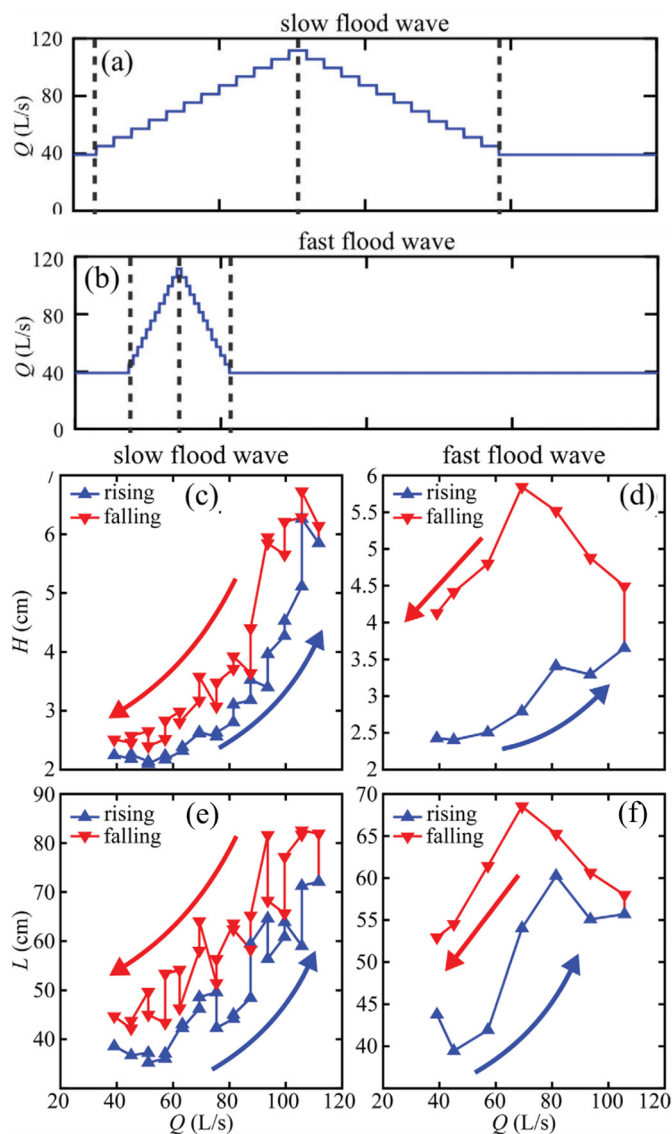 slow flood wave
(a)
Q (L/s)
120
80
40
0
fast flood wave
(b)
Q (L/s)
120
80
40
0
slow flood wave
(c)
rising
falling
H (cm)
7
6
5
4
3
2
fast flood wave
(d)
rising
falling
6
5.5
5
4.5
4
3.5
3
2.5
2
(e)
rising
falling
L (cm)
90
80
70
60
50
40
30
20 40 60 80 100 120
Q (L/s)
(f)
rising
falling
70
65
60
55
50
45
40
20 40 60 80 100 120
Q (L/s)